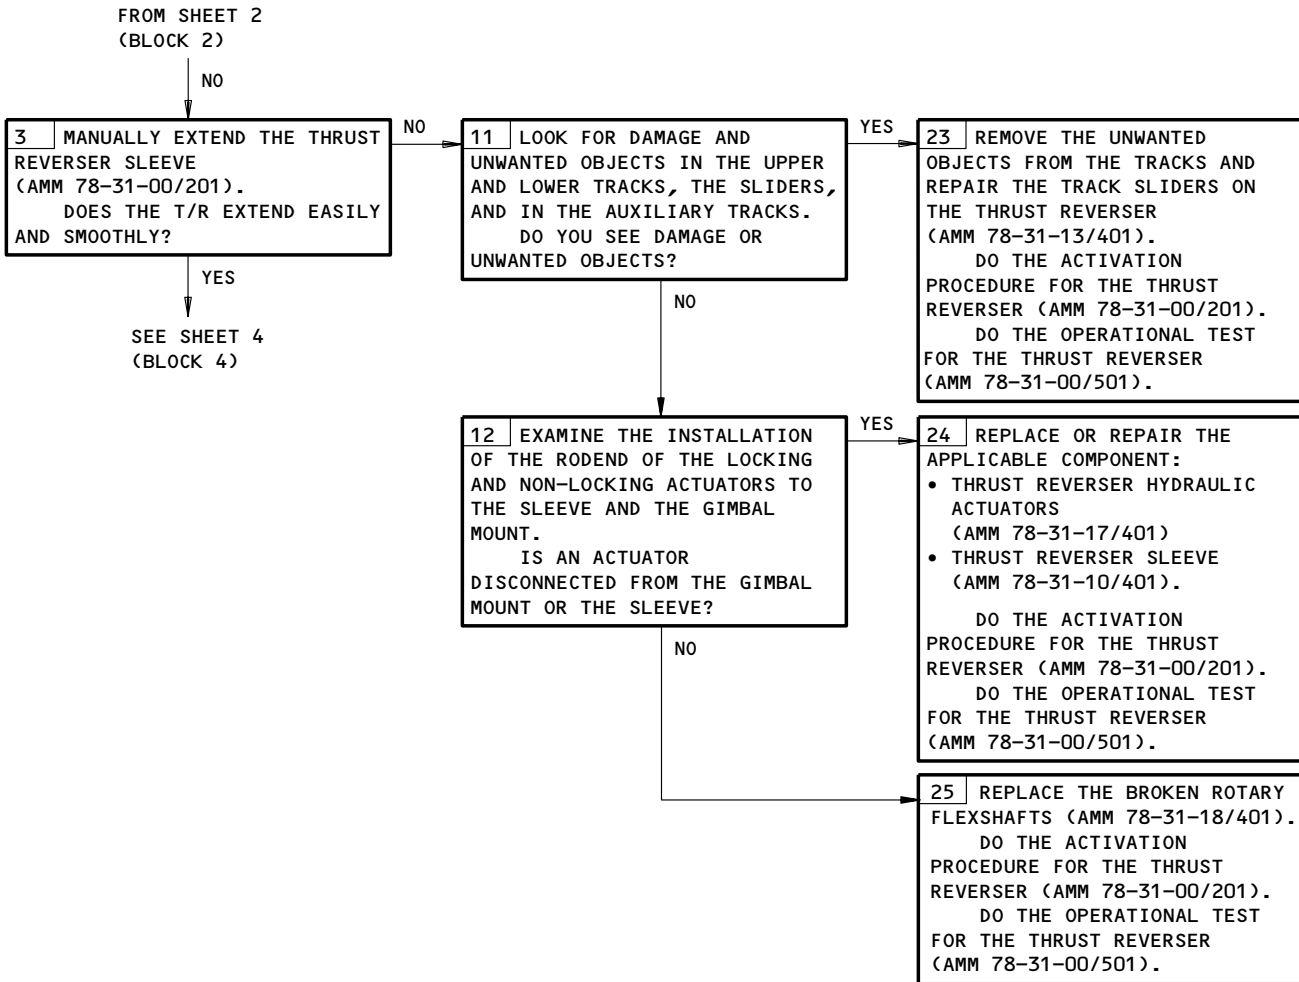 FROM SHEET 2
(BLOCK 2)
NO
3 MANUALLY EXTEND THE THRUST
REVERSER SLEEVE
(AMM 78-31-00/201).
DOES THE T/R EXTEND EASILY
AND SMOOTHLY?
NO
YES
SEE SHEET 4
(BLOCK 4)
11 LOOK FOR DAMAGE AND
UNWANTED OBJECTS IN THE UPPER
AND LOWER TRACKS, THE SLIDERS,
AND IN THE AUXILIARY TRACKS.
DO YOU SEE DAMAGE OR
UNWANTED OBJECTS?
YES
NO
23 REMOVE THE UNWANTED
OBJECTS FROM THE TRACKS AND
REPAIR THE TRACK SLIDERS ON
THE THRUST REVERSER
(AMM 78-31-13/401).
DO THE ACTIVATION
PROCEDURE FOR THE THRUST
REVERSER (AMM 78-31-00/201).
DO THE OPERATIONAL TEST
FOR THE THRUST REVERSER
(AMM 78-31-00/501).
12 EXAMINE THE INSTALLATION
OF THE RODEND OF THE LOCKING
AND NON-LOCKING ACTUATORS TO
THE SLEEVE AND THE GIMBAL
MOUNT.
IS AN ACTUATOR
DISCONNECTED FROM THE GIMBAL
MOUNT OR THE SLEEVE?
YES
NO
24 REPLACE OR REPAIR THE
APPLICABLE COMPONENT:
• THRUST REVERSER HYDRAULIC
ACTUATORS
(AMM 78-31-17/401)
• THRUST REVERSER SLEEVE
(AMM 78-31-10/401).
DO THE ACTIVATION
PROCEDURE FOR THE THRUST
REVERSER (AMM 78-31-00/201).
DO THE OPERATIONAL TEST
FOR THE THRUST REVERSER
(AMM 78-31-00/501).
25 REPLACE THE BROKEN ROTARY
FLEXSHAFTS (AMM 78-31-18/401).
DO THE ACTIVATION
PROCEDURE FOR THE THRUST
REVERSER (AMM 78-31-00/201).
DO THE OPERATIONAL TEST
FOR THE THRUST REVERSER
(AMM 78-31-00/501).